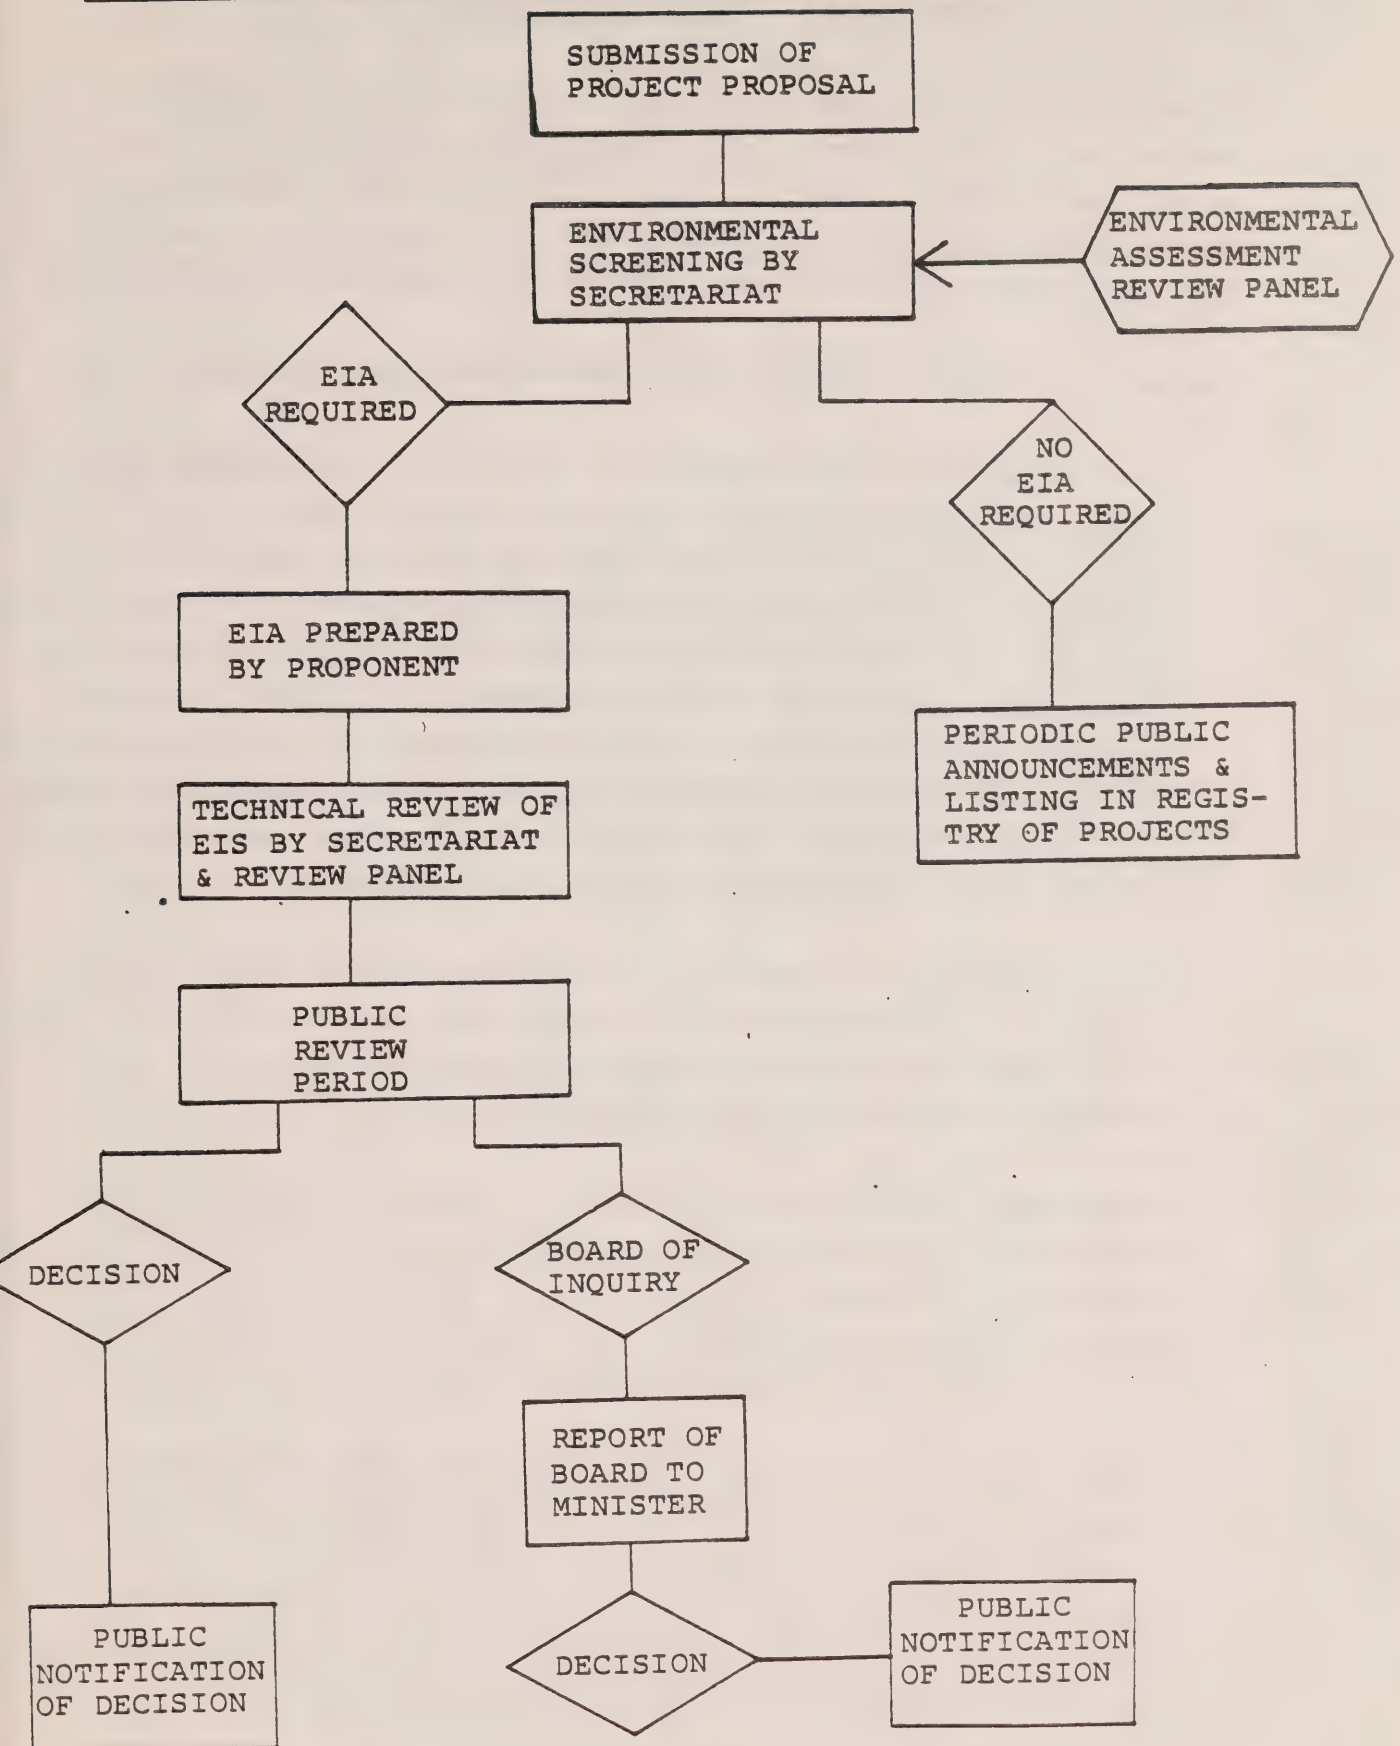 SUBMISSION OF
PROJECT PROPOSAL
ENVIRONMENTAL
SCREENING BY
SECRETARIAT
ENVIRONMENTAL
ASSESSMENT
REVIEW PANEL
EIA
REQUIRED
NO
EIA
REQUIRED
EIA PREPARED
BY PROPONENT
PERIODIC PUBLIC
ANNOUNCEMENTS &
LISTING IN REGIS-
TRY OF PROJECTS
TECHNICAL REVIEW OF
EIS BY SECRETARIAT
& REVIEW PANEL
PUBLIC
REVIEW
PERIOD
DECISION
BOARD OF
INQUIRY
REPORT OF
BOARD TO
MINISTER
PUBLIC
NOTIFICATION
OF DECISION
DECISION
PUBLIC
NOTIFICATION
OF DECISION